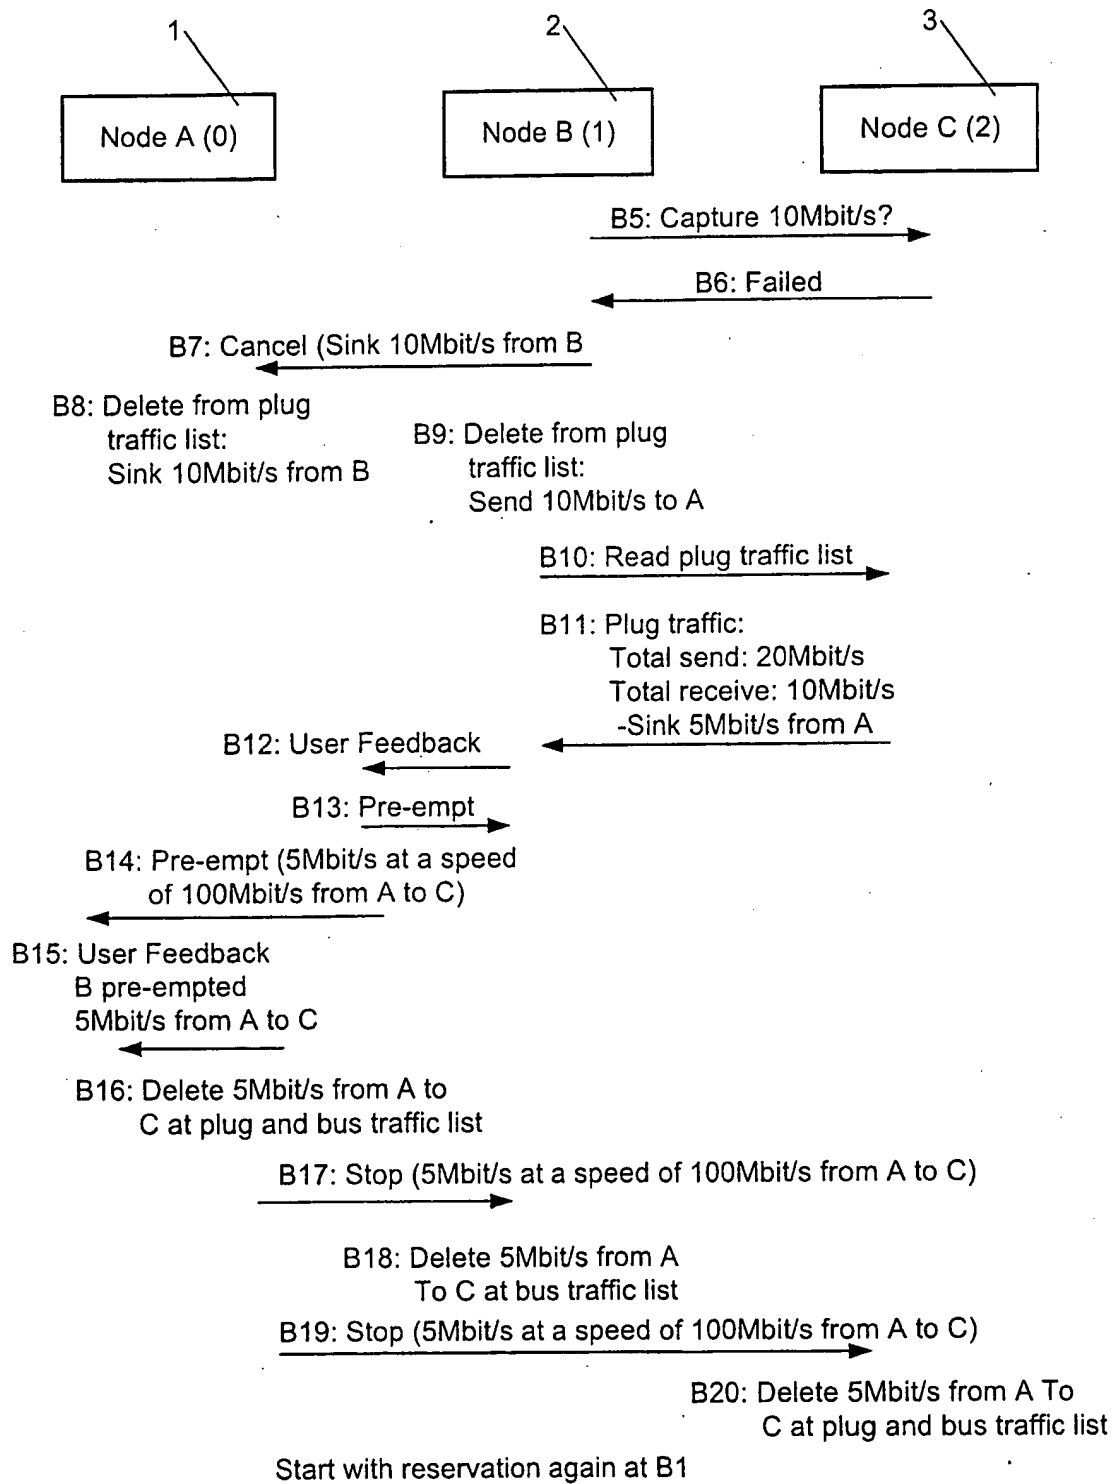 1
2
3
Node A (0)
Node B (1)
Node C (2)
B5: Capture 10Mbit/s?
B6: Failed
B7: Cancel (Sink 10Mbit/s from B
B8: Delete from plug
traffic list:
Sink 10Mbit/s from B
B9: Delete from plug
traffic list:
Send 10Mbit/s to A
B10: Read plug traffic list
B11: Plug traffic:
Total send: 20Mbit/s
Total receive: 10Mbit/s
-Sink 5Mbit/s from A
B12: User Feedback
B13: Pre-empt
B14: Pre-empt (5Mbit/s at a speed
of 100Mbit/s from A to C)
B15: User Feedback
B pre-empted
5Mbit/s from A to C
B16: Delete 5Mbit/s from A to
C at plug and bus traffic list
B17: Stop (5Mbit/s at a speed of 100Mbit/s from A to C)
B18: Delete 5Mbit/s from A
To C at bus traffic list
B19: Stop (5Mbit/s at a speed of 100Mbit/s from A to C)
B20: Delete 5Mbit/s from A To
C at plug and bus traffic list
Start with reservation again at B1